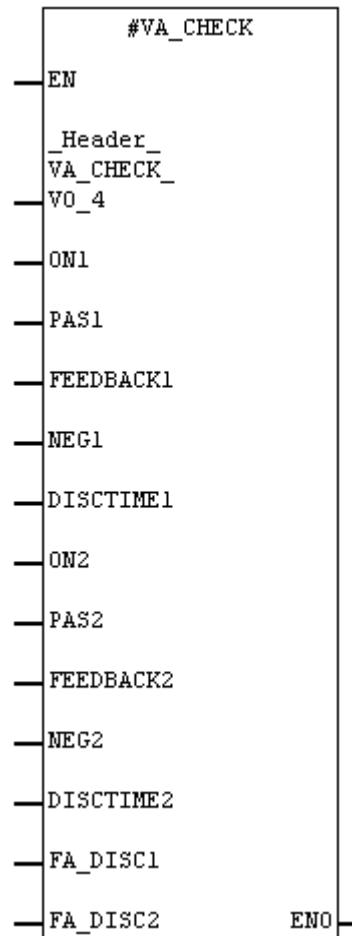 #VA_CHECK
EN
_Header_
VA_CHECK_
V0_4
ON1
PAS1
FEEDBACK1
NEG1
DISCTIME1
ON2
PAS2
FEEDBACK2
NEG2
DISCTIME2
FA_DISC1
FA_DISC2 ENO